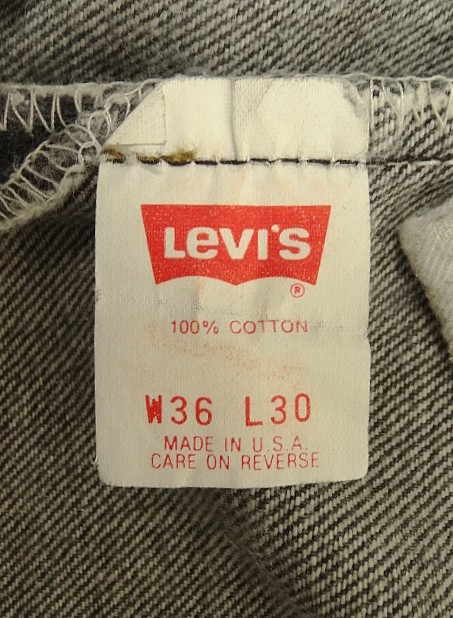 Levi's
®
100% COTTON
W36 L30
MADE IN U.S.A.
CARE ON REVERSE